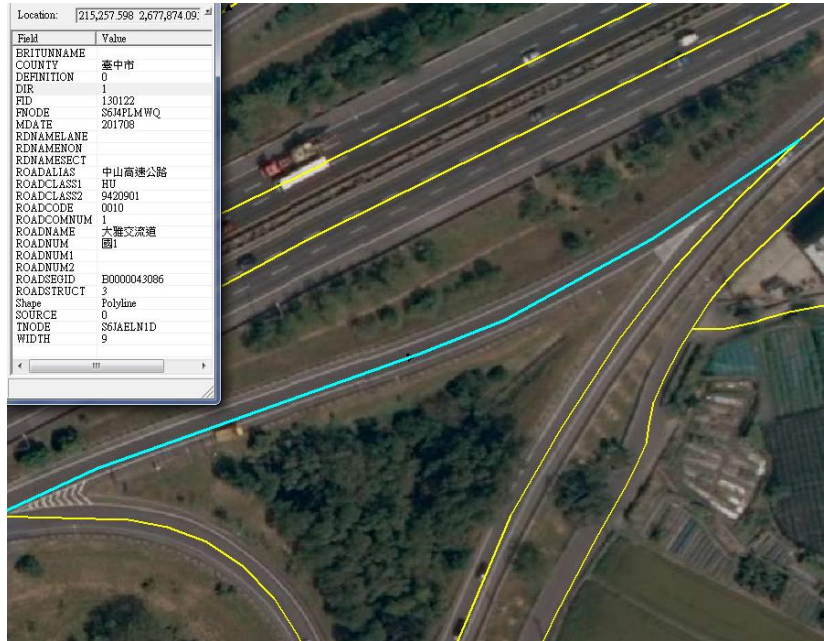 Location: 215,257.598 2,677,874.09
Field Value
BRITUNNAME
COUNTY 臺中市
DEFINITION 0
DIR 1
FID 130122
FNODE S6J4PLMWQ
MDATE 201708
RDNAMELANE
RDNAMENON
RDNAMESECT
ROADALIAS 中山高速公路
ROADCLASS1 HU
ROADCLASS2 9420901
ROADCODE 0010
ROADCOMNUM 1
ROADNAME 大雅交流道
ROADNUM 國1
ROADNUM1
ROADNUM2
ROADSEGID B0000043086
ROADSTRUCT 3
Shape Polyline
SOURCE 0
TNODE S6JAELN1D
WIDTH 9